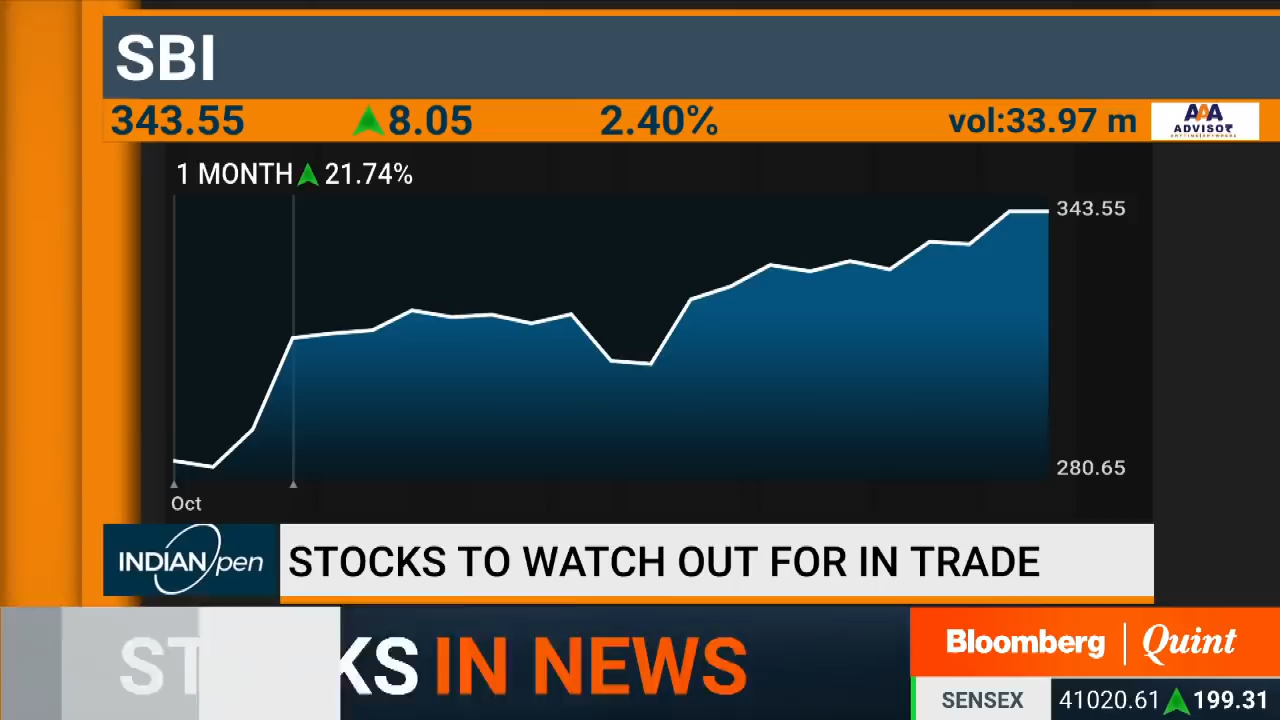 SBI
343.55 8.05 2.40% vol:33.97 m
AAA
ADVISOR
1 MONTH 21.74%
343.55
280.65
Oct
INDIANOpen STOCKS TO WATCH OUT FOR IN TRADE
ST KS IN NEWS
Bloomberg | Quint
SENSEX 41020.61 199.31